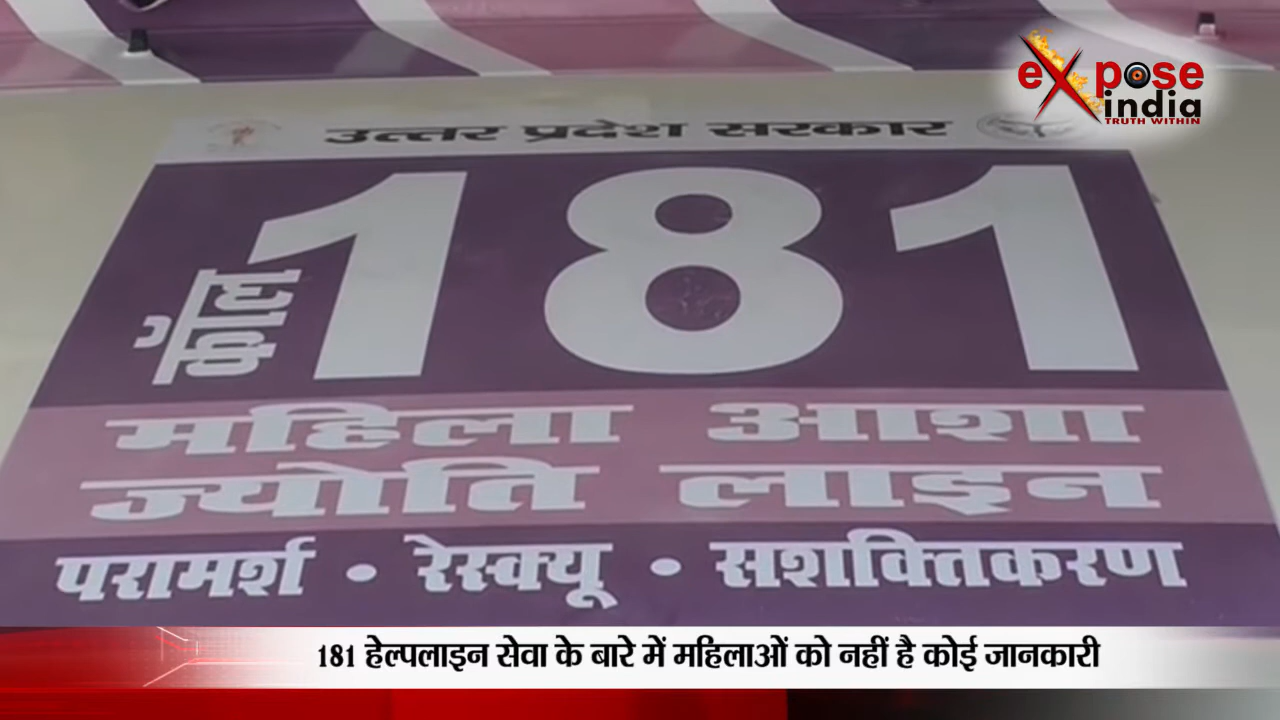 expose
india
TRUTH WITHIN
उत्तर प्रदेश सरकार
कॉल 181
महिला आशा
ज्योति लाइन
परामर्श • रेस्क्यू • सशक्तिकरण
181 हेल्पलाइन सेवा के बारे में महिलाओं को नहीं है कोई जानकारी